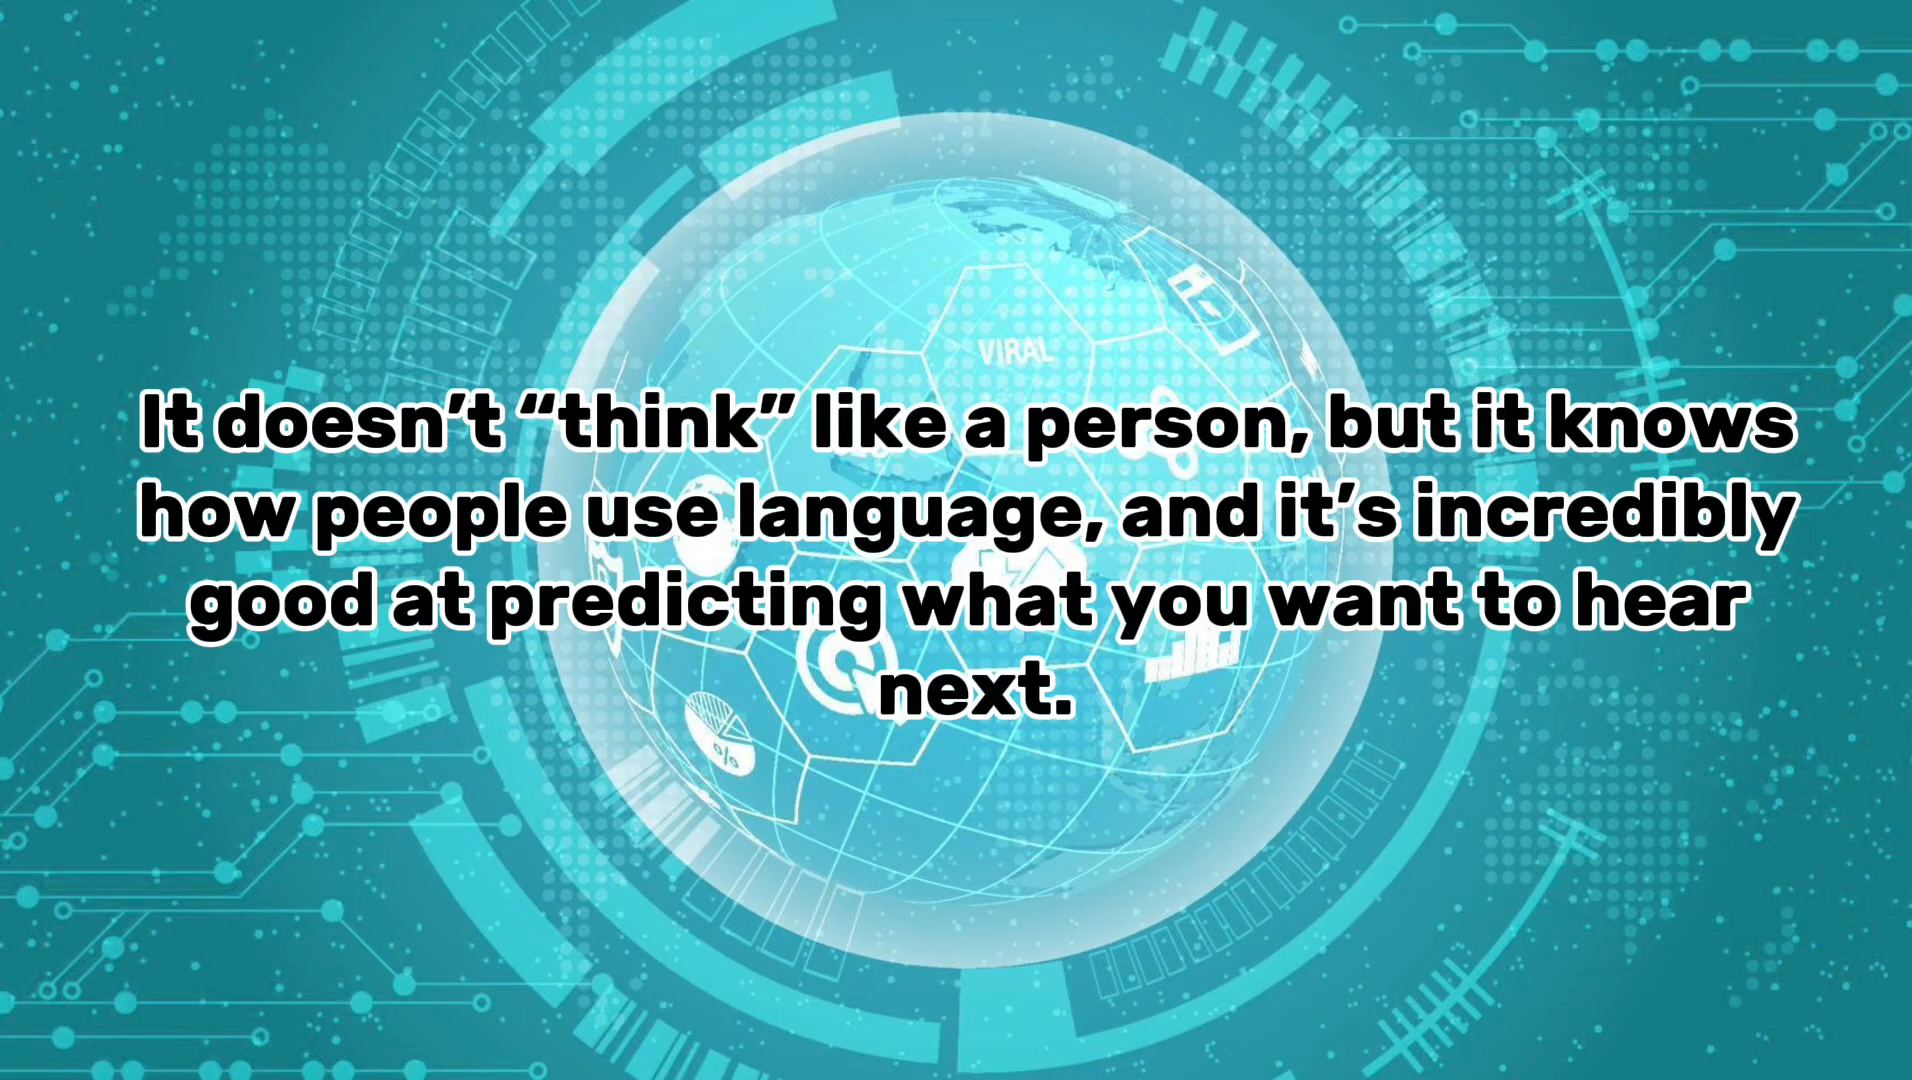 VIRAL
It doesn’t “think” like a person, but it knows
how people use language, and it’s incredibly
good at predicting what you want to hear
next.
@
%